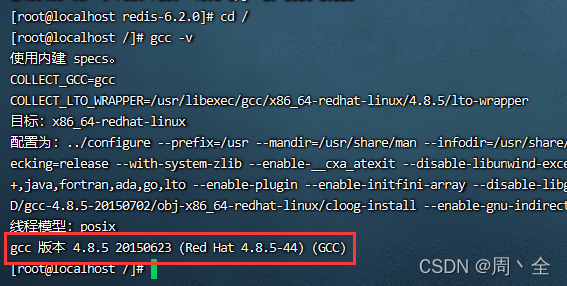 [root@localhost redis-6.2.0]# cd /
[root@localhost /]# gcc -v
使用内建 specs。
COLLECT_GCC=gcc
COLLECT_LTO_WRAPPER=/usr/libexec/gcc/x86_64-redhat-linux/4.8.5/lto-wrapper
目标：x86_64-redhat-linux
配置为：../configure --prefix=/usr --mandir=/usr/share/man --infodir=/usr/share/
ecking=release --with-system-zlib --enable-__cxa_atexit --disable-libunwind-exce
+,java,fortran,ada,go,lto --enable-plugin --enable-initfini-array --disable-libg
D/gcc-4.8.5-20150702/obj-x86_64-redhat-linux/cloog-install --enable-gnu-indirect
线程模型：posix
gcc 版本 4.8.5 20150623 (Red Hat 4.8.5-44) (GCC)
[root@localhost /]#
CSDN @周丶全